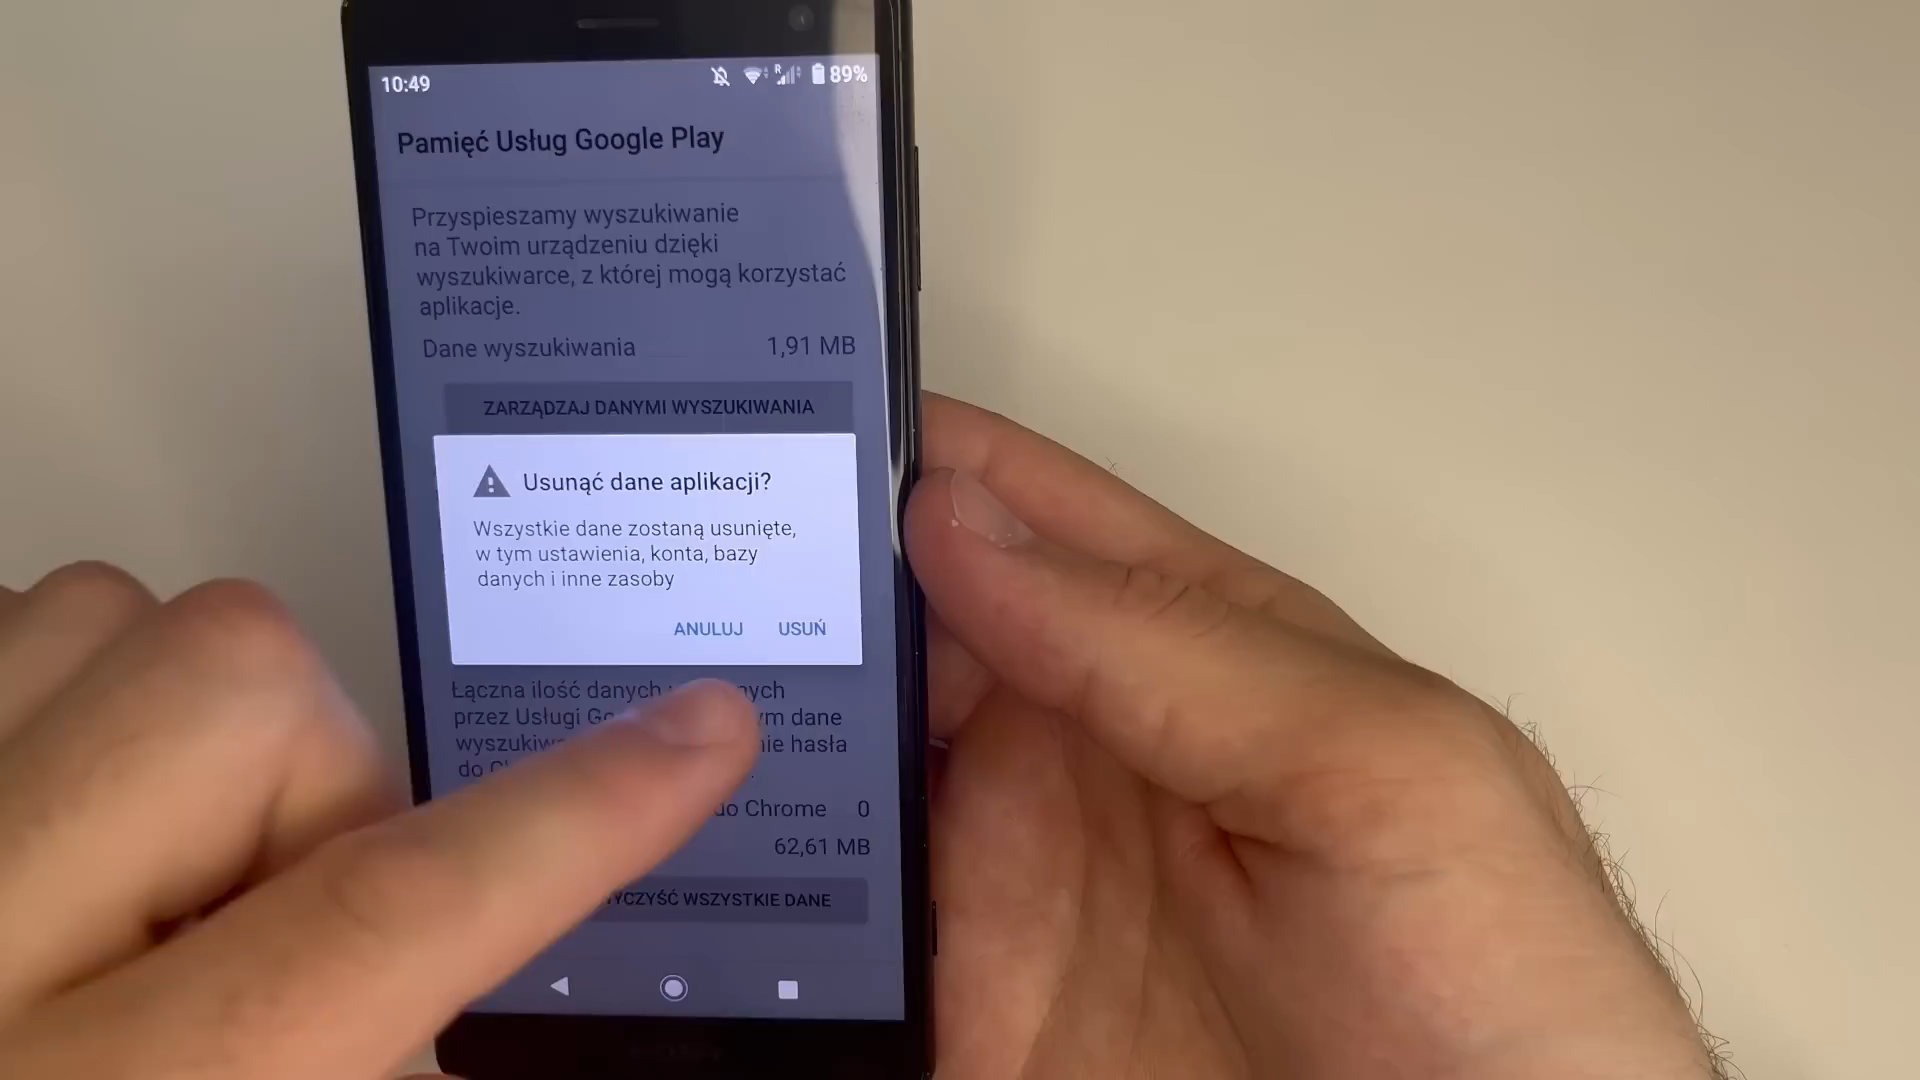 10:49
R
89%
Pamięć Usług Google Play
Przyspieszamy wyszukiwanie
na Twoim urządzeniu dzięki
wyszukiwarce, z której mogą korzystać
aplikacje.
Dane wyszukiwania 1,91 MB
ZARZĄDZAJ DANYMI WYSZUKIWANIA
Usunąć dane aplikacji?
Wszystkie dane zostaną usunięte,
w tym ustawienia, konta, bazy
danych i inne zasoby
ANULUJ USUŃ
Łączna ilość danych
przez Usługi dane
hasła
do
do Chrome 0
62,61 MB
WSZYSTKIE DANE